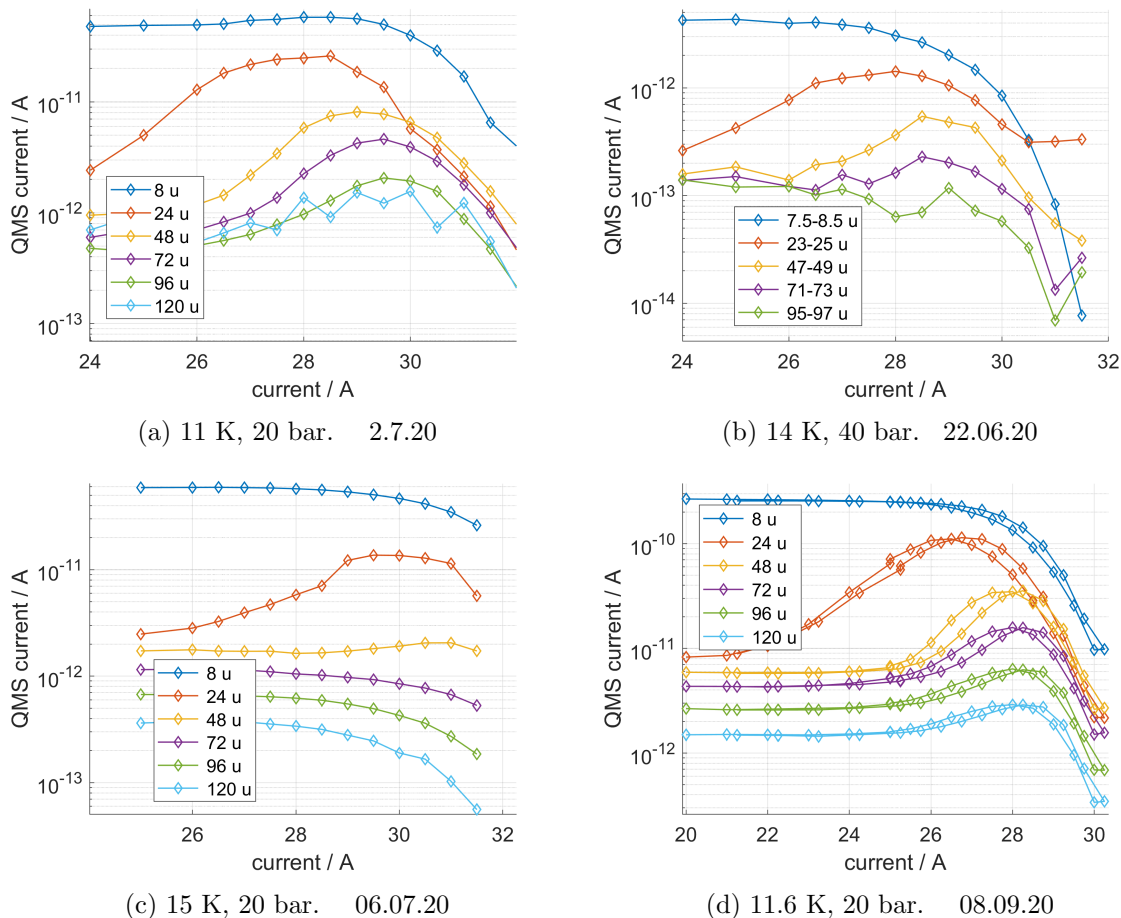 QMS current / A
10^-11
10^-12
10^-13
8 u
24 u
48 u
72 u
96 u
120 u
24 26 28 30
current / A
(a) 11 K, 20 bar. 2.7.20
QMS current / A
10^-12
10^-13
10^-14
7.5-8.5 u
23-25 u
47-49 u
71-73 u
95-97 u
24 26 28 30 32
current / A
(b) 14 K, 40 bar. 22.06.20
QMS current / A
10^-11
10^-12
10^-13
8 u
24 u
48 u
72 u
96 u
120 u
26 28 30 32
current / A
(c) 15 K, 20 bar. 06.07.20
QMS current / A
10^-10
10^-11
10^-12
8 u
24 u
48 u
72 u
96 u
120 u
20 22 24 26 28 30
current / A
(d) 11.6 K, 20 bar. 08.09.20